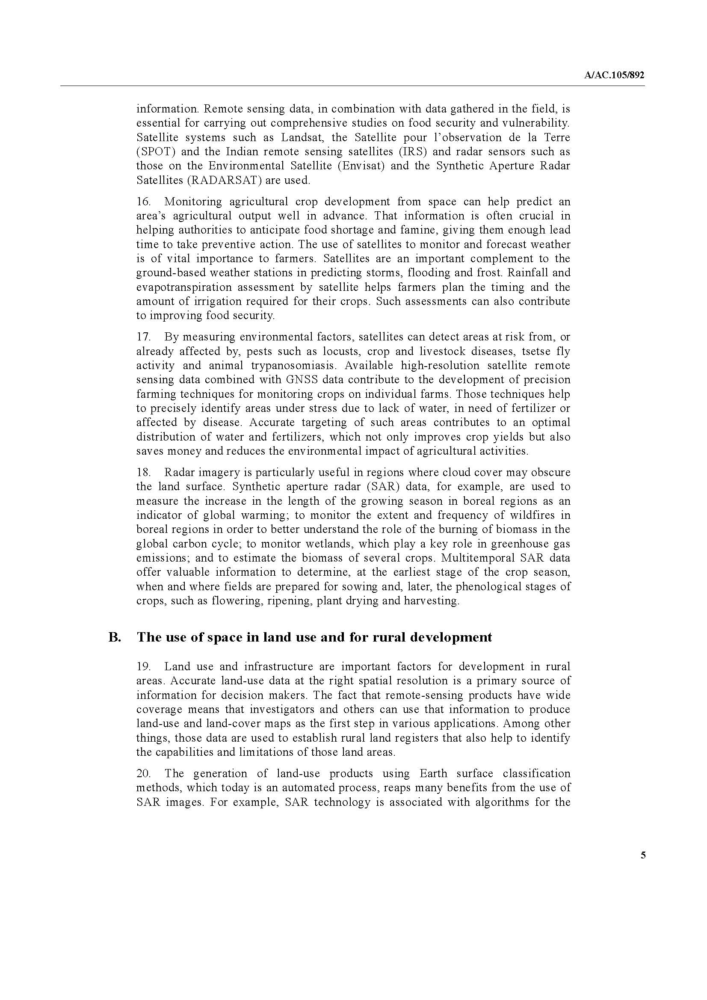 A/AC.105/892
information. Remote sensing data, in combination with data gathered in the field, is
essential for carrying out comprehensive studies on food security and vulnerability.
Satellite systems such as Landsat, the Satellite pour l’observation de la Terre
(SPOT) and the Indian remote sensing satellites (IRS) and radar sensors such as
those on the Environmental Satellite (Envisat) and the Synthetic Aperture Radar
Satellites (RADARSAT) are used.
16. Monitoring agricultural crop development from space can help predict an
area’s agricultural output well in advance. That information is often crucial in
helping authorities to anticipate food shortage and famine, giving them enough lead
time to take preventive action. The use of satellites to monitor and forecast weather
is of vital importance to farmers. Satellites are an important complement to the
ground-based weather stations in predicting storms, flooding and frost. Rainfall and
evapotranspiration assessment by satellite helps farmers plan the timing and the
amount of irrigation required for their crops. Such assessments can also contribute
to improving food security.
17. By measuring environmental factors, satellites can detect areas at risk from, or
already affected by, pests such as locusts, crop and livestock diseases, tsetse fly
activity and animal trypanosomiasis. Available high-resolution satellite remote
sensing data combined with GNSS data contribute to the development of precision
farming techniques for monitoring crops on individual farms. Those techniques help
to precisely identify areas under stress due to lack of water, in need of fertilizer or
affected by disease. Accurate targeting of such areas contributes to an optimal
distribution of water and fertilizers, which not only improves crop yields but also
saves money and reduces the environmental impact of agricultural activities.
18. Radar imagery is particularly useful in regions where cloud cover may obscure
the land surface. Synthetic aperture radar (SAR) data, for example, are used to
measure the increase in the length of the growing season in boreal regions as an
indicator of global warming; to monitor the extent and frequency of wildfires in
boreal regions in order to better understand the role of the burning of biomass in the
global carbon cycle; to monitor wetlands, which play a key role in greenhouse gas
emissions; and to estimate the biomass of several crops. Multitemporal SAR data
offer valuable information to determine, at the earliest stage of the crop season,
when and where fields are prepared for sowing and, later, the phenological stages of
crops, such as flowering, ripening, plant drying and harvesting.
B. The use of space in land use and for rural development
19. Land use and infrastructure are important factors for development in rural
areas. Accurate land-use data at the right spatial resolution is a primary source of
information for decision makers. The fact that remote-sensing products have wide
coverage means that investigators and others can use that information to produce
land-use and land-cover maps as the first step in various applications. Among other
things, those data are used to establish rural land registers that also help to identify
the capabilities and limitations of those land areas.
20. The generation of land-use products using Earth surface classification
methods, which today is an automated process, reaps many benefits from the use of
SAR images. For example, SAR technology is associated with algorithms for the
5